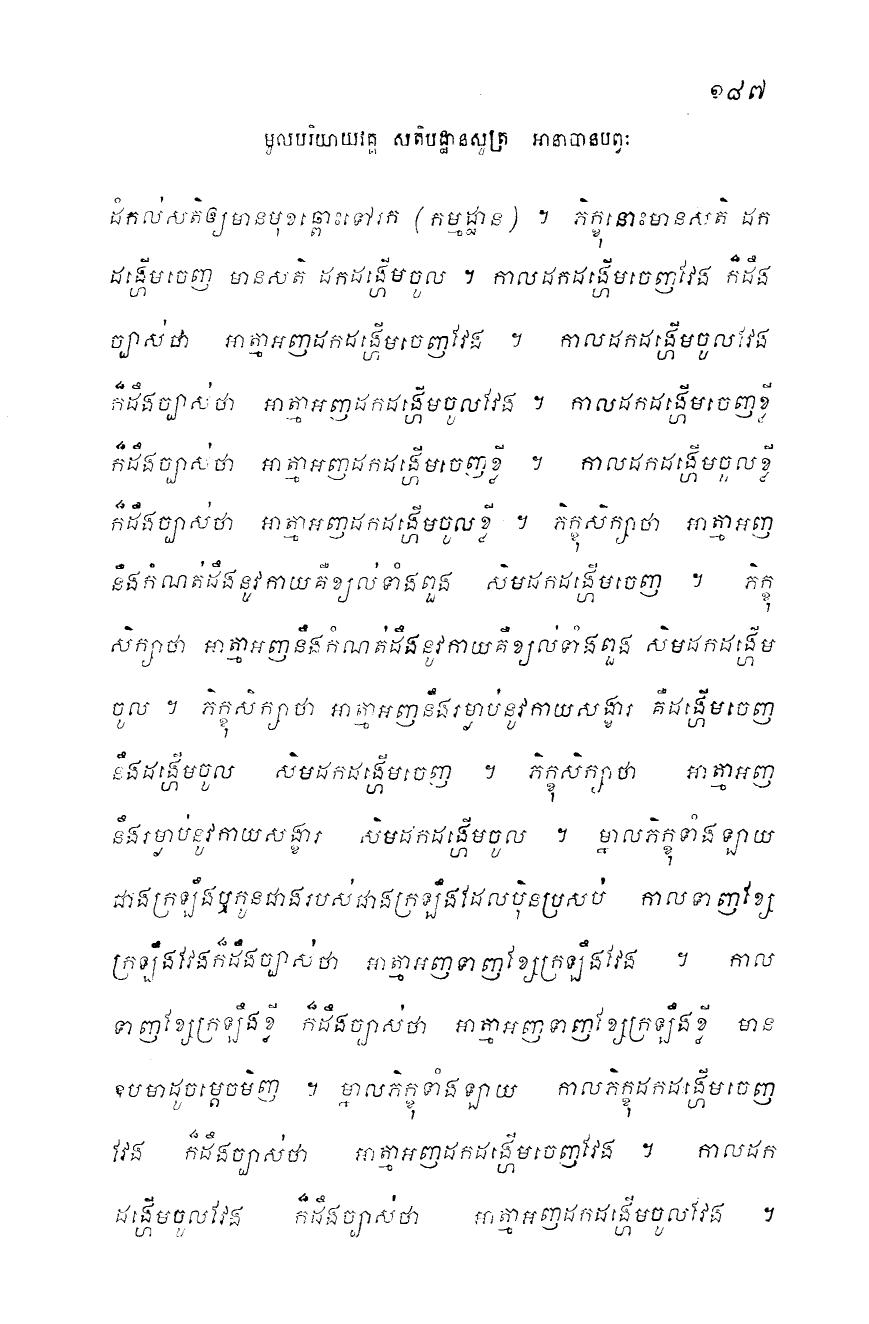 ១៨៧
មូលបរិយាយវគ្គ សតិបដ្ឋានសូត្រ អានាបានបព្វៈ
ដំកល់សតិឲ្យមានមុខឆ្ពោះទៅរក (កម្មដ្ឋាន) ។ ភិក្ខុនោះមានសតិ ដក
ដង្ហើមចេញ មានសតិ ដកដង្ហើមចូល ។ កាលដកដង្ហើមចេញវែង ក៏ដឹង
ច្បាស់ថា អាត្មាអញដកដង្ហើមចេញវែង ។ កាលដកដង្ហើមចូលវែង
ក៏ដឹងច្បាស់ថា អាត្មាអញដកដង្ហើមចូលវែង ។ កាលដកដង្ហើមចេញខ្លី
ក៏ដឹងច្បាស់ថា អាត្មាអញដកដង្ហើមចេញខ្លី ។ កាលដកដង្ហើមចូលខ្លី
ក៏ដឹងច្បាស់ថា អាត្មាអញដកដង្ហើមចូលខ្លី ។ ភិក្ខុសិក្សាថា អាត្មាអញ
នឹងកំណត់ដឹងនូវកាយគឺខ្យល់ទាំងពួង សិមដកដង្ហើមចេញ ។ ភិក្ខុ
សិក្សាថា អាត្មាអញនឹងកំណត់ដឹងនូវកាយគឺខ្យល់ទាំងពួង សិមដកដង្ហើម
ចូល ។ ភិក្ខុសិក្សាថា អាត្មាអញនឹងរម្ងាប់នូវកាយសង្ខារ គឺដង្ហើមចេញ
នឹងដង្ហើមចូល សិមដកដង្ហើមចេញ ។ ភិក្ខុសិក្សាថា អាត្មាអញ
នឹងរម្ងាប់នូវកាយសង្ខារ សិមដកដង្ហើមចូល ។ ម្នាលភិក្ខុទាំងឡាយ
ជាងក្រឡឹងឬកូនជាងរបស់ជាងក្រឡឹងដែលប៉ិនប្រសប់ កាលទាញខ្សែ
ក្រឡឹងវែងក៏ដឹងច្បាស់ថា អាត្មាអញទាញខ្សែក្រឡឹងវែង ។ កាល
ទាញខ្សែក្រឡឹងខ្លី ក៏ដឹងច្បាស់ថា អាត្មាអញទាញខ្សែក្រឡឹងខ្លី មាន
ឧបមាដូចម្តេចមិញ ។ ម្នាលភិក្ខុទាំងឡាយ កាលភិក្ខុដកដង្ហើមចេញ
វែង ក៏ដឹងច្បាស់ថា អាត្មាអញដកដង្ហើមចេញវែង ។ កាលដក
ដង្ហើមចូលវែង ក៏ដឹងច្បាស់ថា អាត្មាអញដកដង្ហើមចូលវែង ។